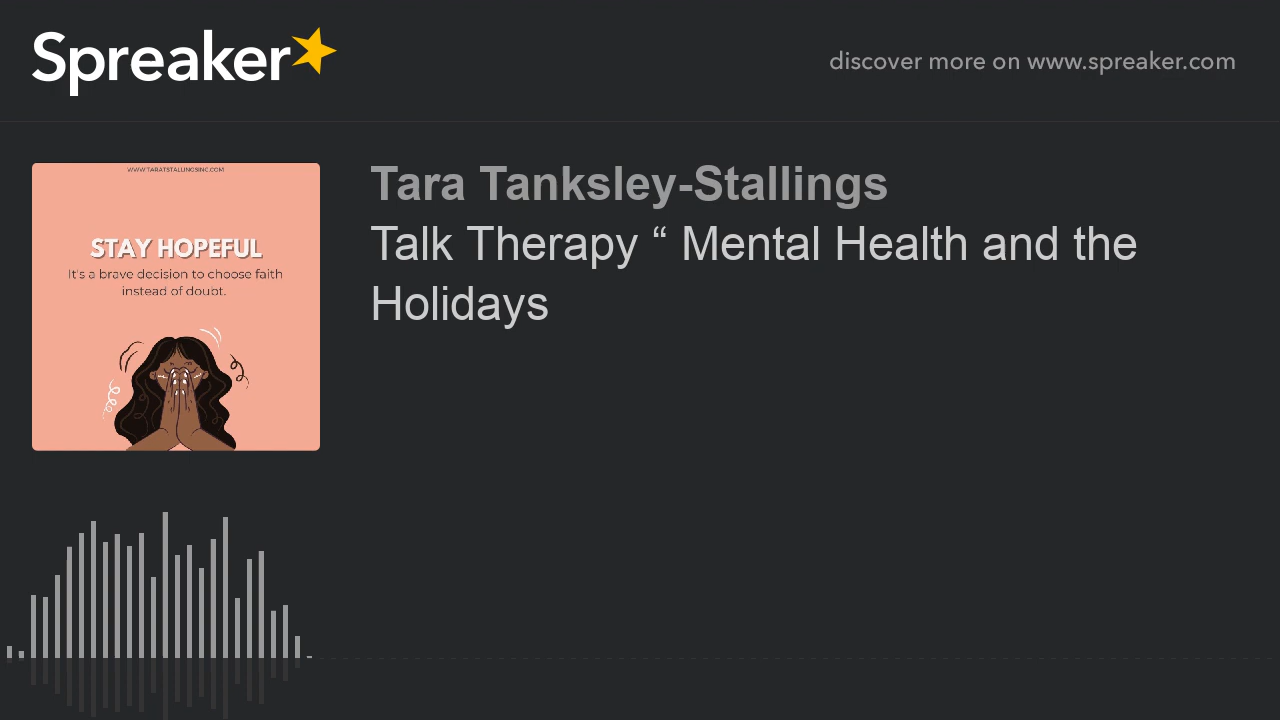 Spreaker
discover more on www.spreaker.com
WWW.TARATSTALLINGSINC.COM
STAY HOPEFUL
It's a brave decision to choose faith
instead of doubt.
Tara Tanksley-Stallings
Talk Therapy “ Mental Health and the
Holidays